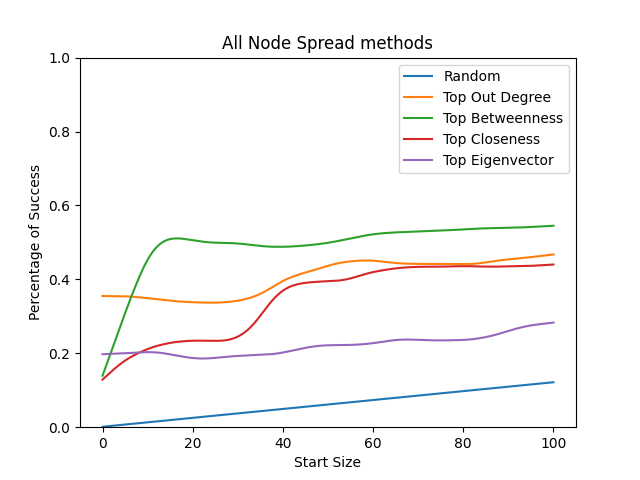 All Node Spread methods
1.0
0.8
0.6
0.4
0.2
0.0
Percentage of Success
Random
Top Out Degree
Top Betweenness
Top Closeness
Top Eigenvector
0 20 40 60 80 100
Start Size